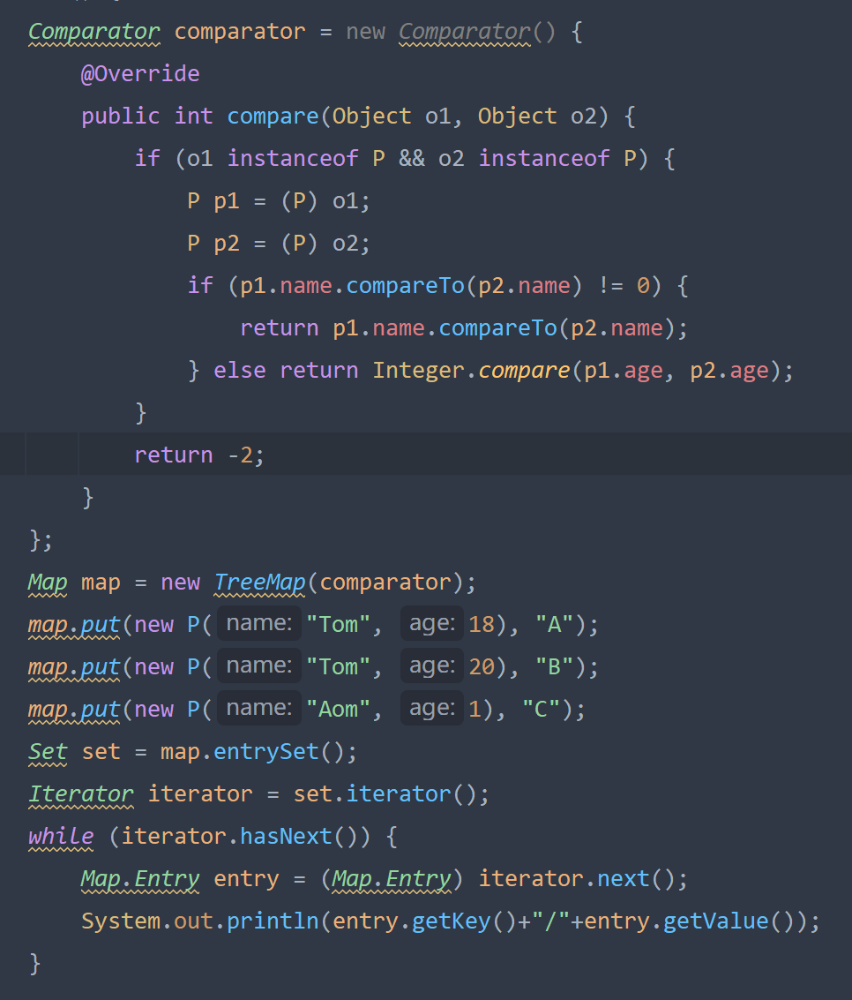 Comparator comparator = new Comparator() {
    @Override
    public int compare(Object o1, Object o2) {
        if (o1 instanceof P && o2 instanceof P) {
            P p1 = (P) o1;
            P p2 = (P) o2;
            if (p1.name.compareTo(p2.name) != 0) {
                return p1.name.compareTo(p2.name);
            } else return Integer.compare(p1.age, p2.age);
        }
        return -2;
    }
};
Map map = new TreeMap(comparator);
map.put(new P( name: "Tom", age: 18), "A");
map.put(new P( name: "Tom", age: 20), "B");
map.put(new P( name: "Aom", age: 1), "C");
Set set = map.entrySet();
Iterator iterator = set.iterator();
while (iterator.hasNext()) {
    Map.Entry entry = (Map.Entry) iterator.next();
    System.out.println(entry.getKey()+"/"+entry.getValue());
}